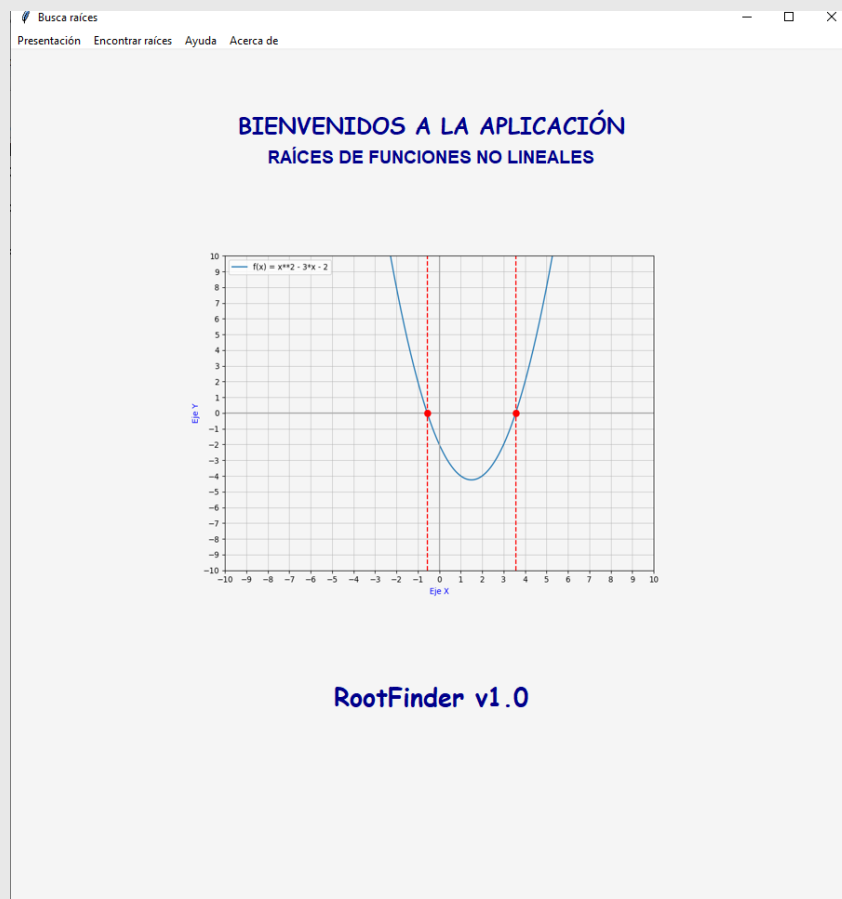 Busca raíces
Presentación Encontrar raíces Ayuda Acerca de
BIENVENIDOS A LA APLICACIÓN
RAÍCES DE FUNCIONES NO LINEALES
f(x) = x**2 - 3*x - 2
10
9
8
7
6
5
4
3
2
1
0
−1
−2
−3
−4
−5
−6
−7
−8
−9
−10
Eje Y
−10 −9 −8 −7 −6 −5 −4 −3 −2 −1 0 1 2 3 4 5 6 7 8 9 10
Eje X
RootFinder v1.0